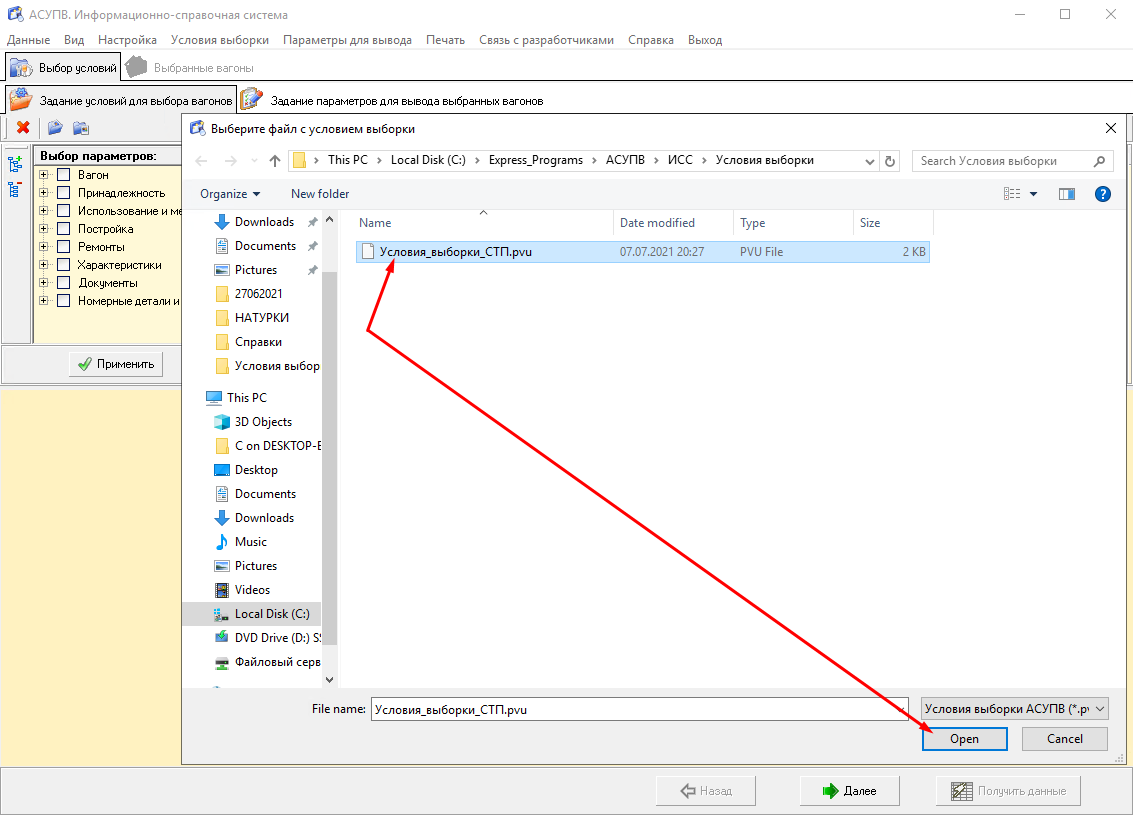 АСУПВ. Информационно-справочная система
Данные Вид Настройка Условия выборки Параметры для вывода Печать Связь с разработчиками Справка Выход
Выбор условий Выбранные вагоны
Задание условий для выбора вагонов Задание параметров для вывода выбранных вагонов
Выбор параметров:
Вагон
Принадлежность
Использование и ме
Постройка
Ремонты
Характеристики
Документы
Номерные детали и
Применить
Выберите файл с условием выборки
This PC > Local Disk (C:) > Express_Programs > АСУПВ > ИСС > Условия выборки
Search Условия выборки
Organize New folder
Downloads
Documents
Pictures
27062021
НАТУРКИ
Справки
Условия выбор
This PC
3D Objects
C on DESKTOP-E
Desktop
Documents
Downloads
Music
Pictures
Videos
Local Disk (C:)
DVD Drive (D:) S
Файловый серв
Name Date modified Type Size
Условия_выборки_СТП.pvu 07.07.2021 20:27 PVU File 2 KB
File name: Условия_выборки_СТП.pvu Условия выборки АСУПВ (*.pv
Open Cancel
Назад Далее Получить данные